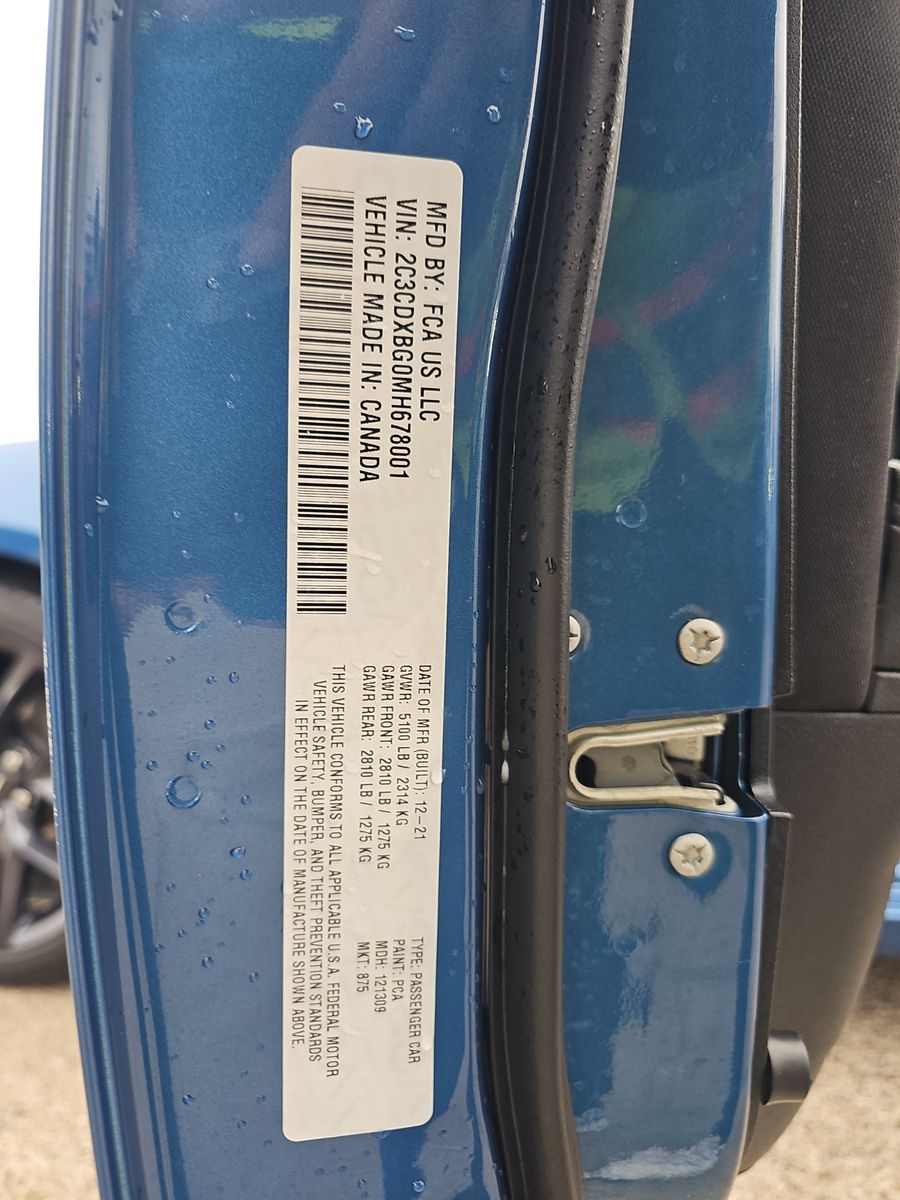 MFD BY: FCA US LLC
VIN: 2C3CDXBG0MH678001
VEHICLE MADE IN: CANADA
DATE OF MFR (BUILT): 12-21
GVWR: 5100 LB / 2314 KG
GAWR FRONT: 2810 LB / 1275 KG
GAWR REAR: 2810 LB / 1275 KG
TYPE: PASSENGER CAR
PAINT: PCA
MDH: 121309
MKT: 875
THIS VEHICLE CONFORMS TO ALL APPLICABLE U.S.A. FEDERAL MOTOR
VEHICLE SAFETY, BUMPER, AND THEFT PREVENTION STANDARDS
IN EFFECT ON THE DATE OF MANUFACTURE SHOWN ABOVE.